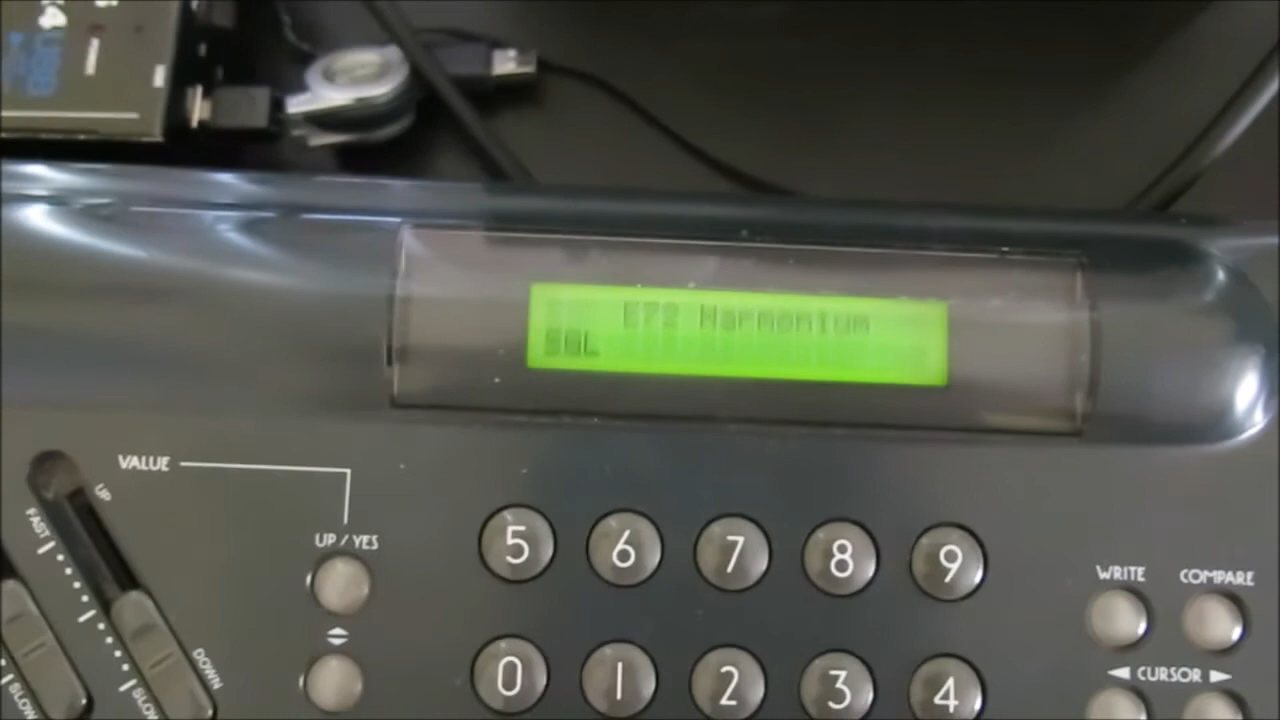 E72 Harmonium
SGL
VALUE
UP
FAST
UP / YES
5 6 7 8 9
WRITE COMPARE
DOWN
CURSOR
SLOW SLOW
0 1 2 3 4